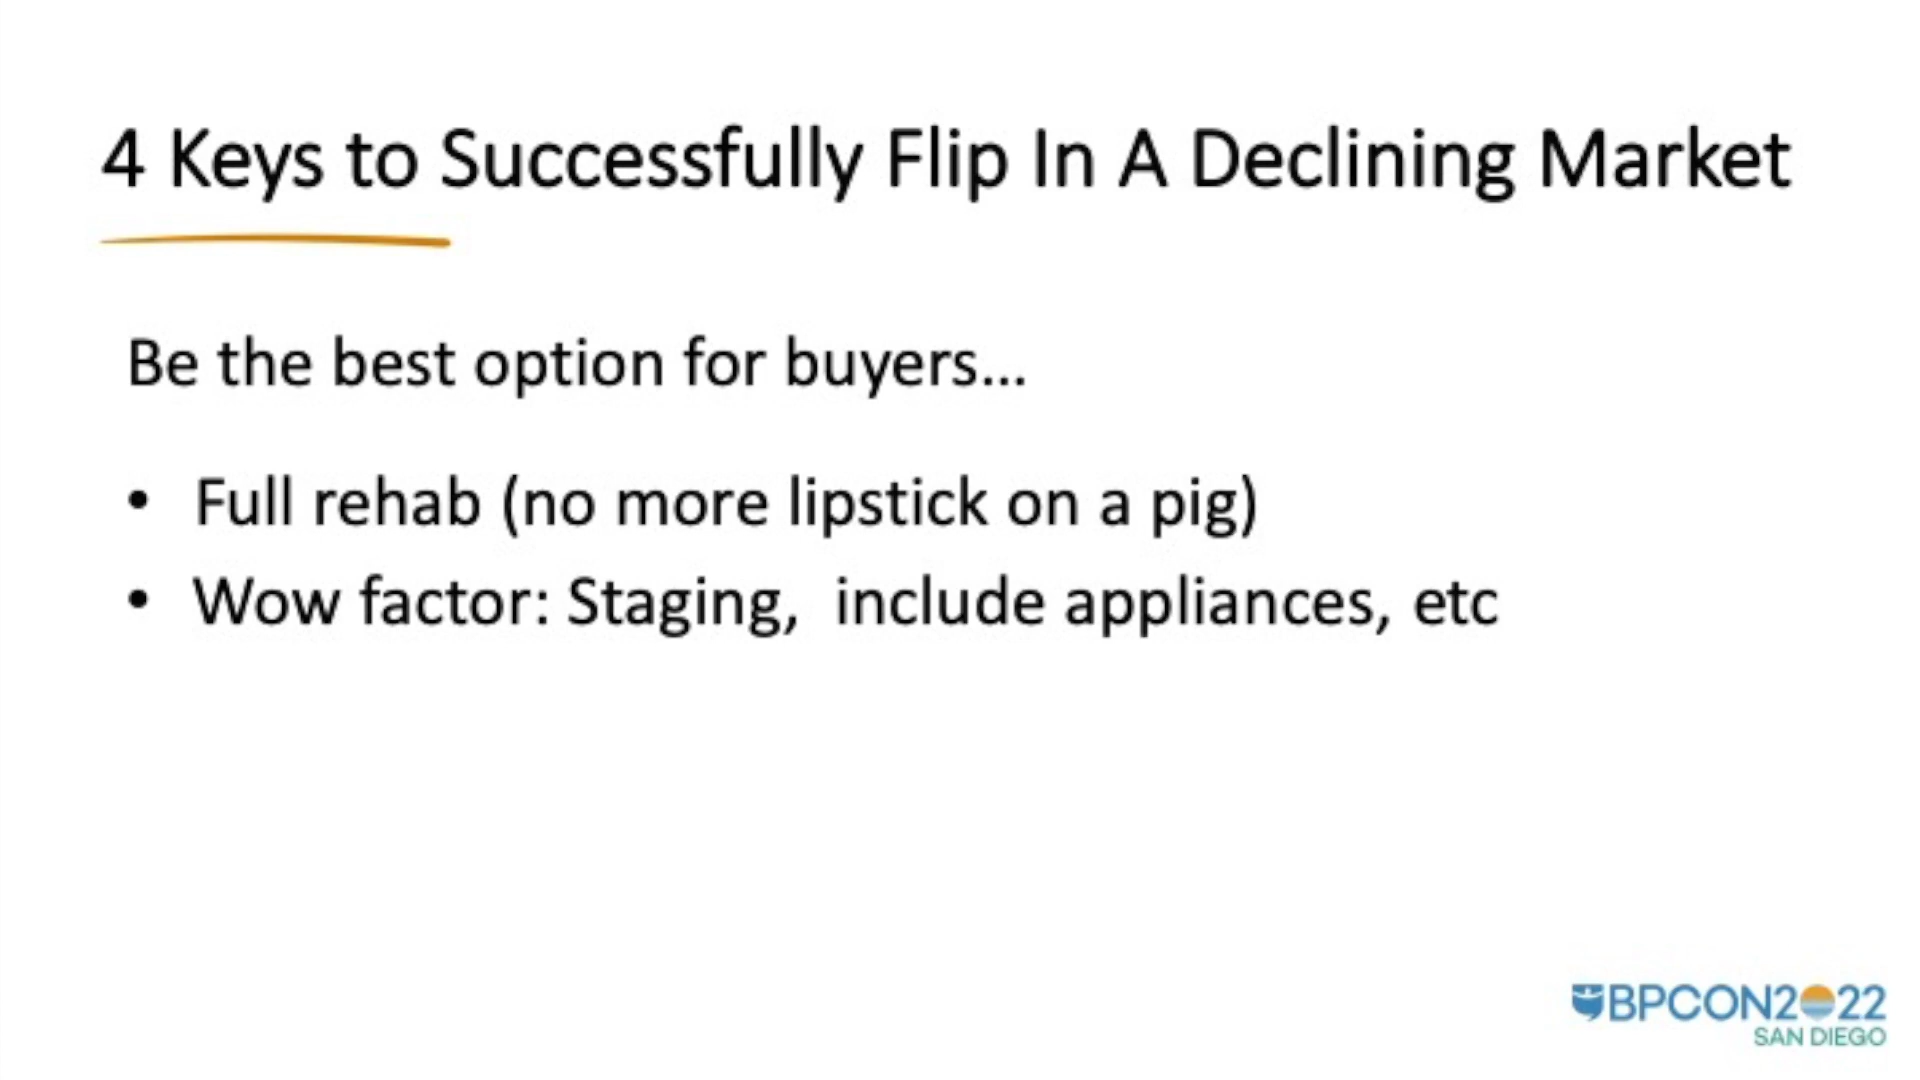 4 Keys to Successfully Flip In A Declining Market
Be the best option for buyers...
• Full rehab (no more lipstick on a pig)
• Wow factor: Staging,  include appliances, etc
BPCON2022
SAN DIEGO